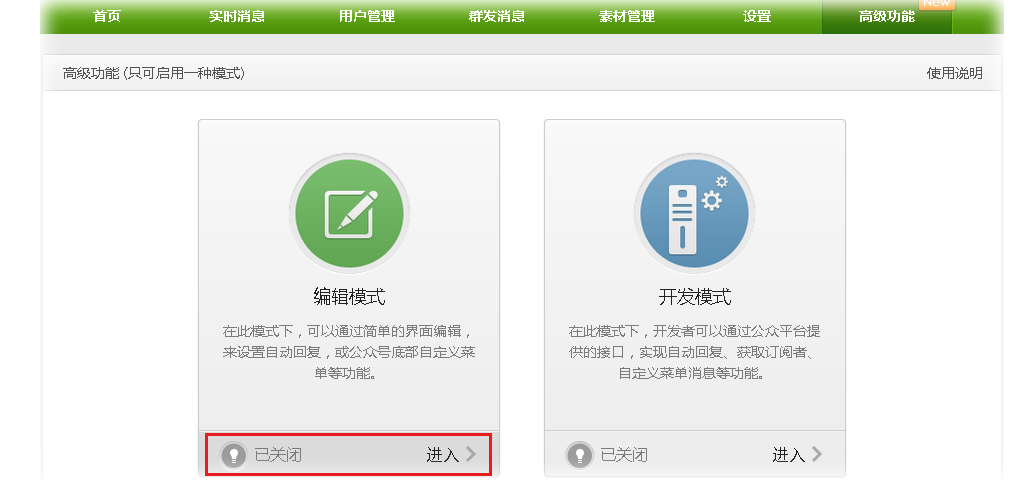 首页 实时消息 用户管理 群发消息 素材管理 设置 高级功能 New
高级功能 (只可启用一种模式) 使用说明
编辑模式
在此模式下，可以通过简单的界面编辑，
来设置自动回复，或公众号底部自定义菜
单等功能。
已关闭 进入
开发模式
在此模式下，开发者可以通过公众平台提
供的接口，实现自动回复、获取订阅者、
自定义菜单消息等功能。
已关闭 进入